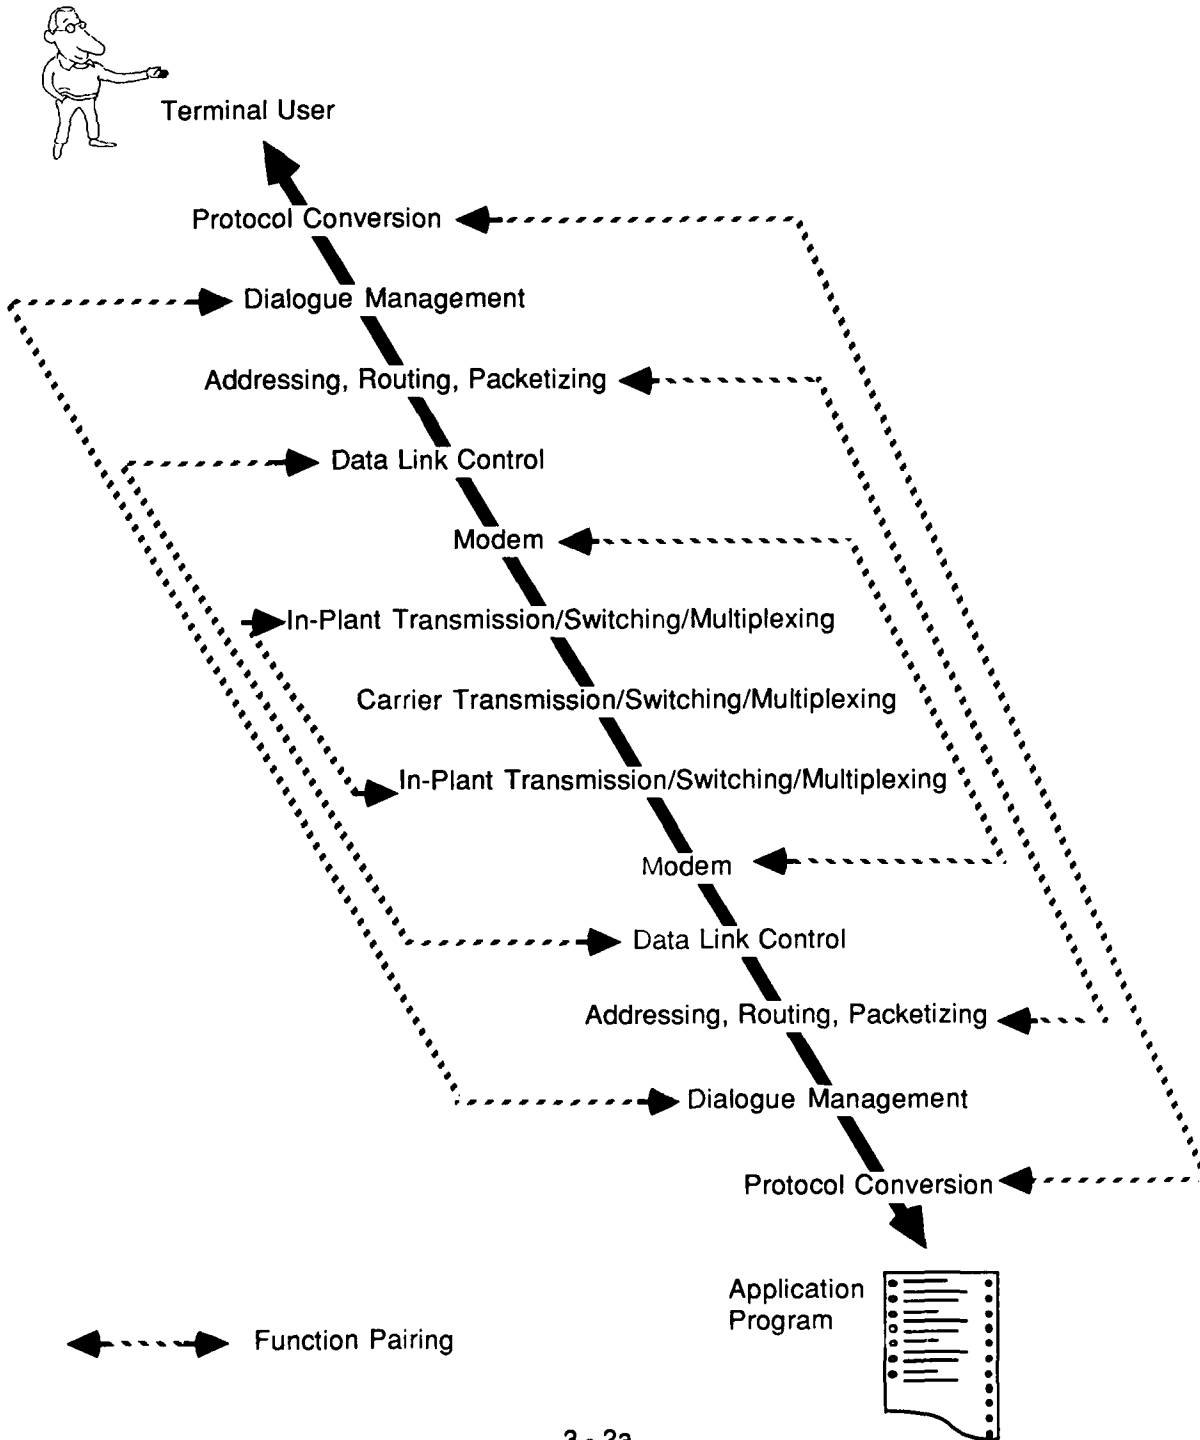 Terminal User
Protocol Conversion
Dialogue Management
Addressing, Routing, Packetizing
Data Link Control
Modem
In-Plant Transmission/Switching/Multiplexing
Carrier Transmission/Switching/Multiplexing
In-Plant Transmission/Switching/Multiplexing
Modem
Data Link Control
Addressing, Routing, Packetizing
Dialogue Management
Protocol Conversion
Application
Program
Function Pairing